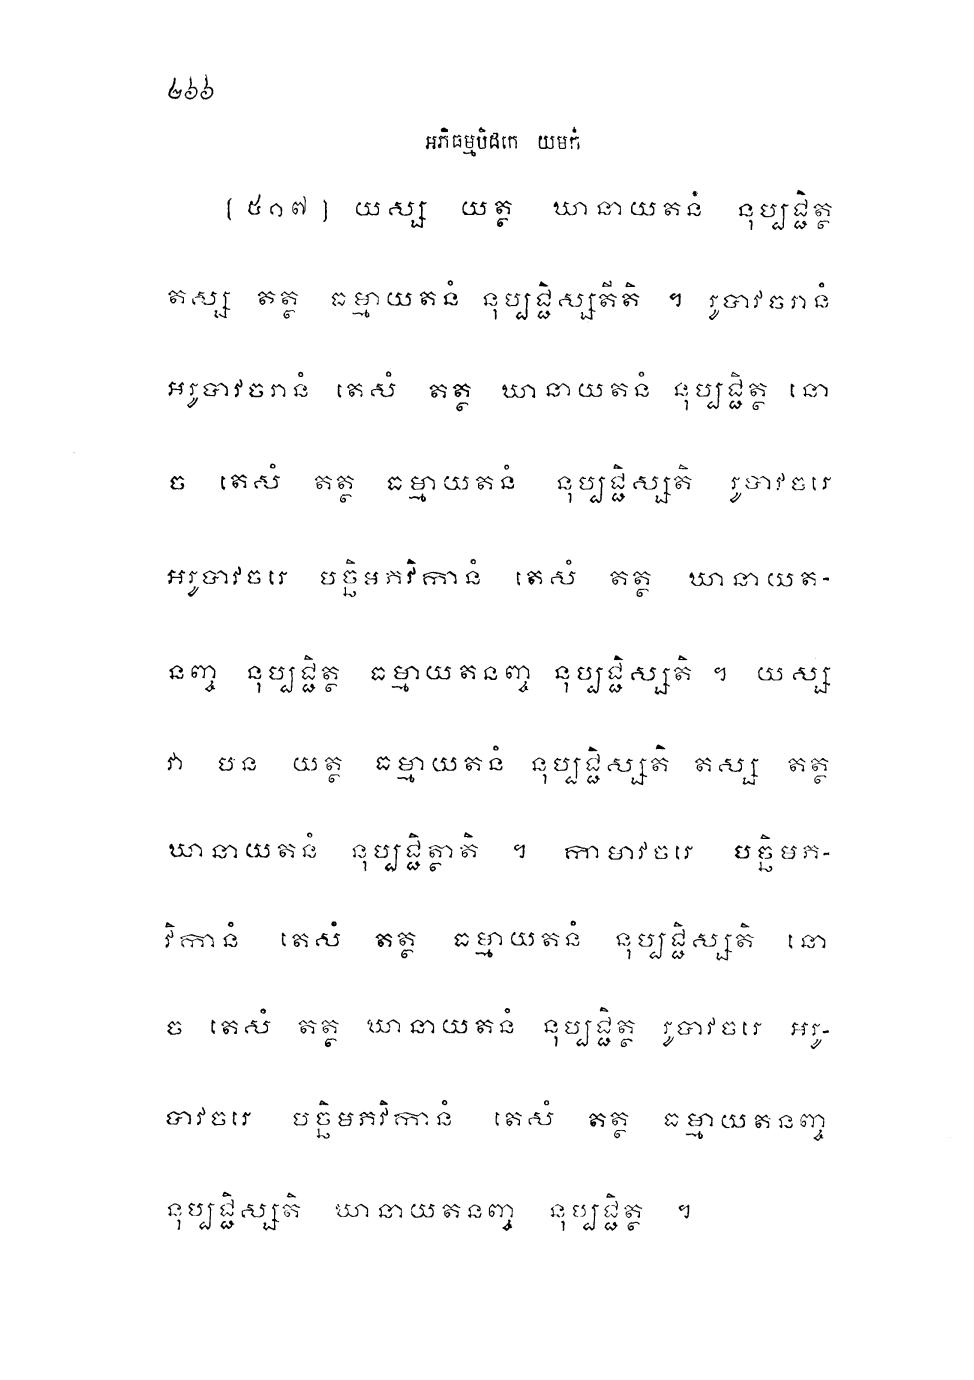 ២៦៦
អភិធម្មបិដកេ យមកំ
(៥១៧) យស្ស យត្ថ ឃានាយតនំ នុប្បជ្ជិត្ថ
តស្ស តត្ថ ធម្មាយតនំ នុប្បជ្ជិស្សតីតិ ។ រូបាវចរានំ
អរូបាវចរានំ តេសំ តត្ថ ឃានាយតនំ នុប្បជ្ជិត្ថ នោ
ច តេសំ តត្ថ ធម្មាយតនំ នុប្បជ្ជិស្សតិ រូបាវចរេ
អរូបាវចរេ បច្ឆិមភវិកានំ តេសំ តត្ថ ឃានាយត-
នញ្ច នុប្បជ្ជិត្ថ ធម្មាយតនញ្ច នុប្បជ្ជិស្សតិ ។ យស្ស
វា បន យត្ថ ធម្មាយតនំ នុប្បជ្ជិស្សតិ តស្ស តត្ថ
ឃានាយតនំ នុប្បជ្ជិត្ថាតិ ។ កាមាវចរេ បច្ឆិមភ-
វិកានំ តេសំ តត្ថ ធម្មាយតនំ នុប្បជ្ជិស្សតិ នោ
ច តេសំ តត្ថ ឃានាយតនំ នុប្បជ្ជិត្ថ រូបាវចរេ អរូ-
បាវចរេ បច្ឆិមភវិកានំ តេសំ តត្ថ ធម្មាយតនញ្ច
នុប្បជ្ជិស្សតិ ឃានាយតនញ្ច នុប្បជ្ជិត្ថ ។